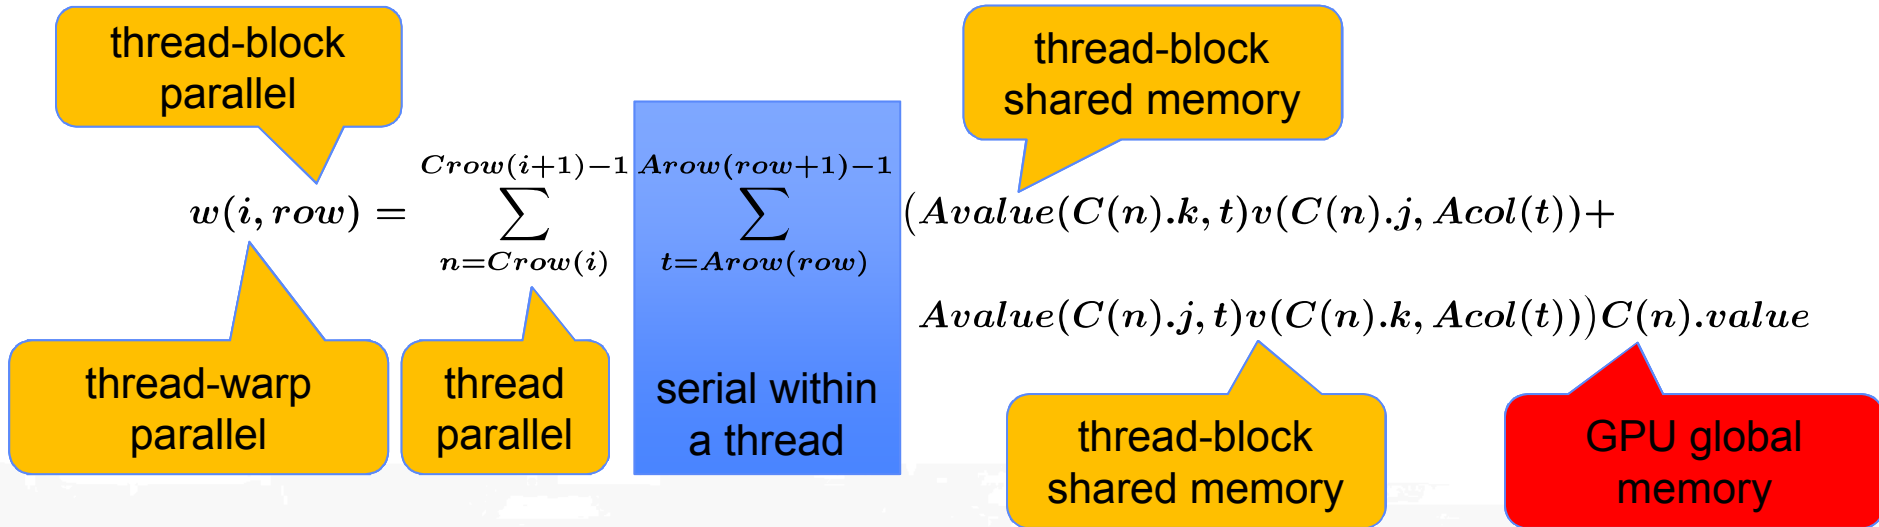 thread-block
parallel
thread-block
shared memory
w(i, row) = \sum_{n=Crow(i)}^{Crow(i+1)-1} \sum_{t=Arow(row)}^{Arow(row+1)-1} (Avalue(C(n).k, t)v(C(n).j, Acol(t))+
Avalue(C(n).j, t)v(C(n).k, Acol(t)))C(n).value
thread-warp
parallel
thread
parallel
serial within
a thread
thread-block
shared memory
GPU global
memory